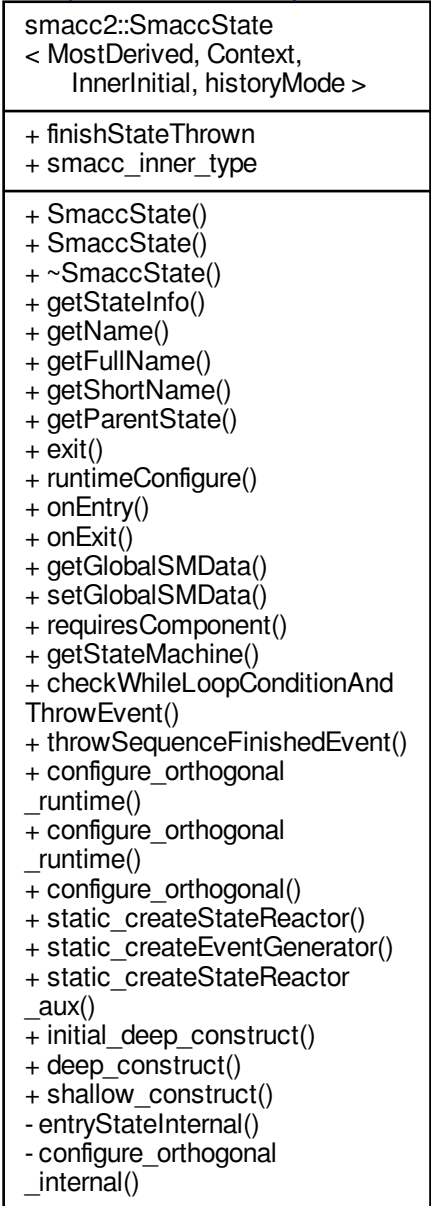 smacc2::SmaccState
< MostDerived, Context,
InnerInitial, historyMode >
+ finishStateThrown
+ smacc_inner_type
+ SmaccState()
+ SmaccState()
+ ~SmaccState()
+ getStateInfo()
+ getName()
+ getFullName()
+ getShortName()
+ getParentState()
+ exit()
+ runtimeConfigure()
+ onEntry()
+ onExit()
+ getGlobalSMData()
+ setGlobalSMData()
+ requiresComponent()
+ getStateMachine()
+ checkWhileLoopConditionAnd
ThrowEvent()
+ throwSequenceFinishedEvent()
+ configure_orthogonal
_runtime()
+ configure_orthogonal
_runtime()
+ configure_orthogonal()
+ static_createStateReactor()
+ static_createEventGenerator()
+ static_createStateReactor
_aux()
+ initial_deep_construct()
+ deep_construct()
+ shallow_construct()
- entryStateInternal()
- configure_orthogonal
_internal()